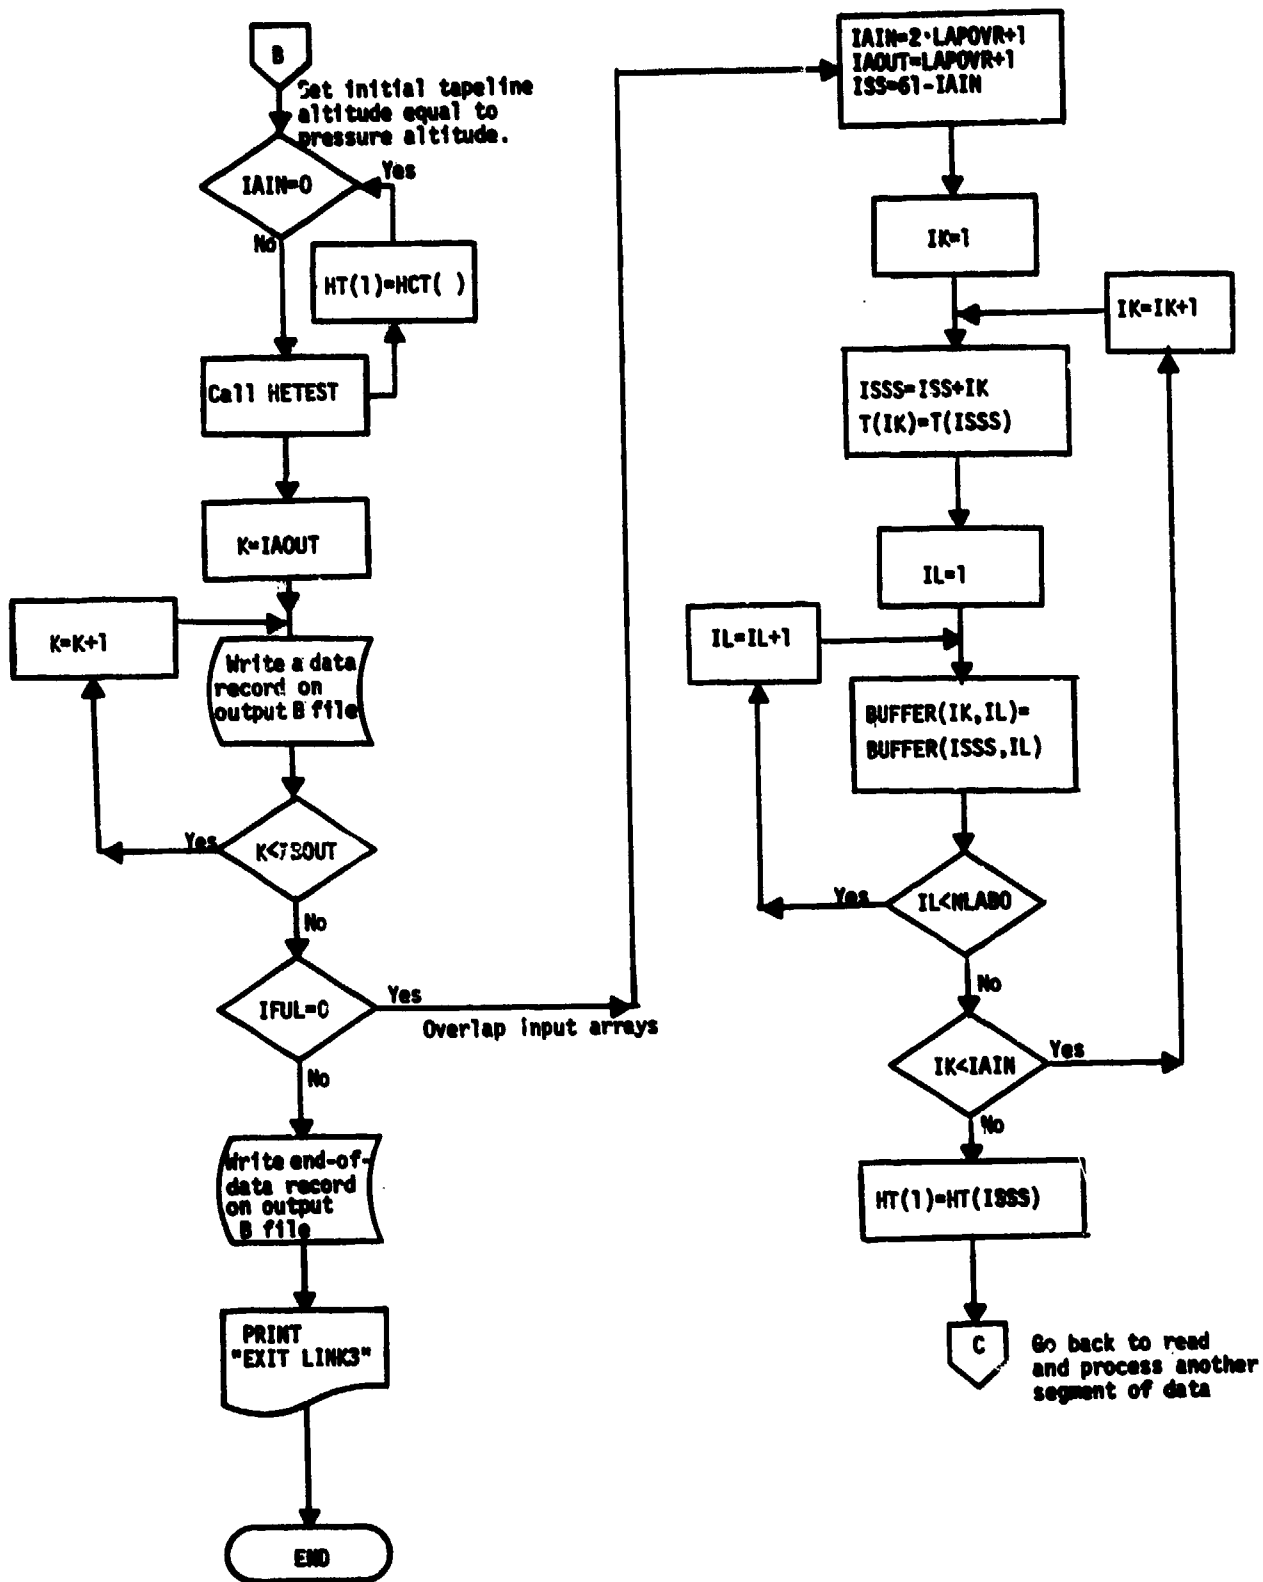 B
Set initial tapeline
altitude equal to
pressure altitude.
IAIN=0
Yes
No
HT(1)=HCT( )
Call HETEST
K=IAOUT
K=K+1
Write a data
record on
output B file
Yes
No
IFUL=0
Yes
Overlap input arrays
No
Write end-of-
data record
on output
B file
PRINT
"EXIT LINK3"
END
IAIN=2·LAPOVR+1
IAOUT=LAPOVR+1
ISS=61-IAIN
IK=1
IK=IK+1
ISSS=ISS+IK
T(IK)=T(ISSS)
IL=1
IL=IL+1
BUFFER(IK,IL)=
BUFFER(ISSS,IL)
Yes
IL<NLABO
No
IK<IAIN
Yes
No
HT(1)=HT(ISSS)
C
Go back to read
and process another
segment of data